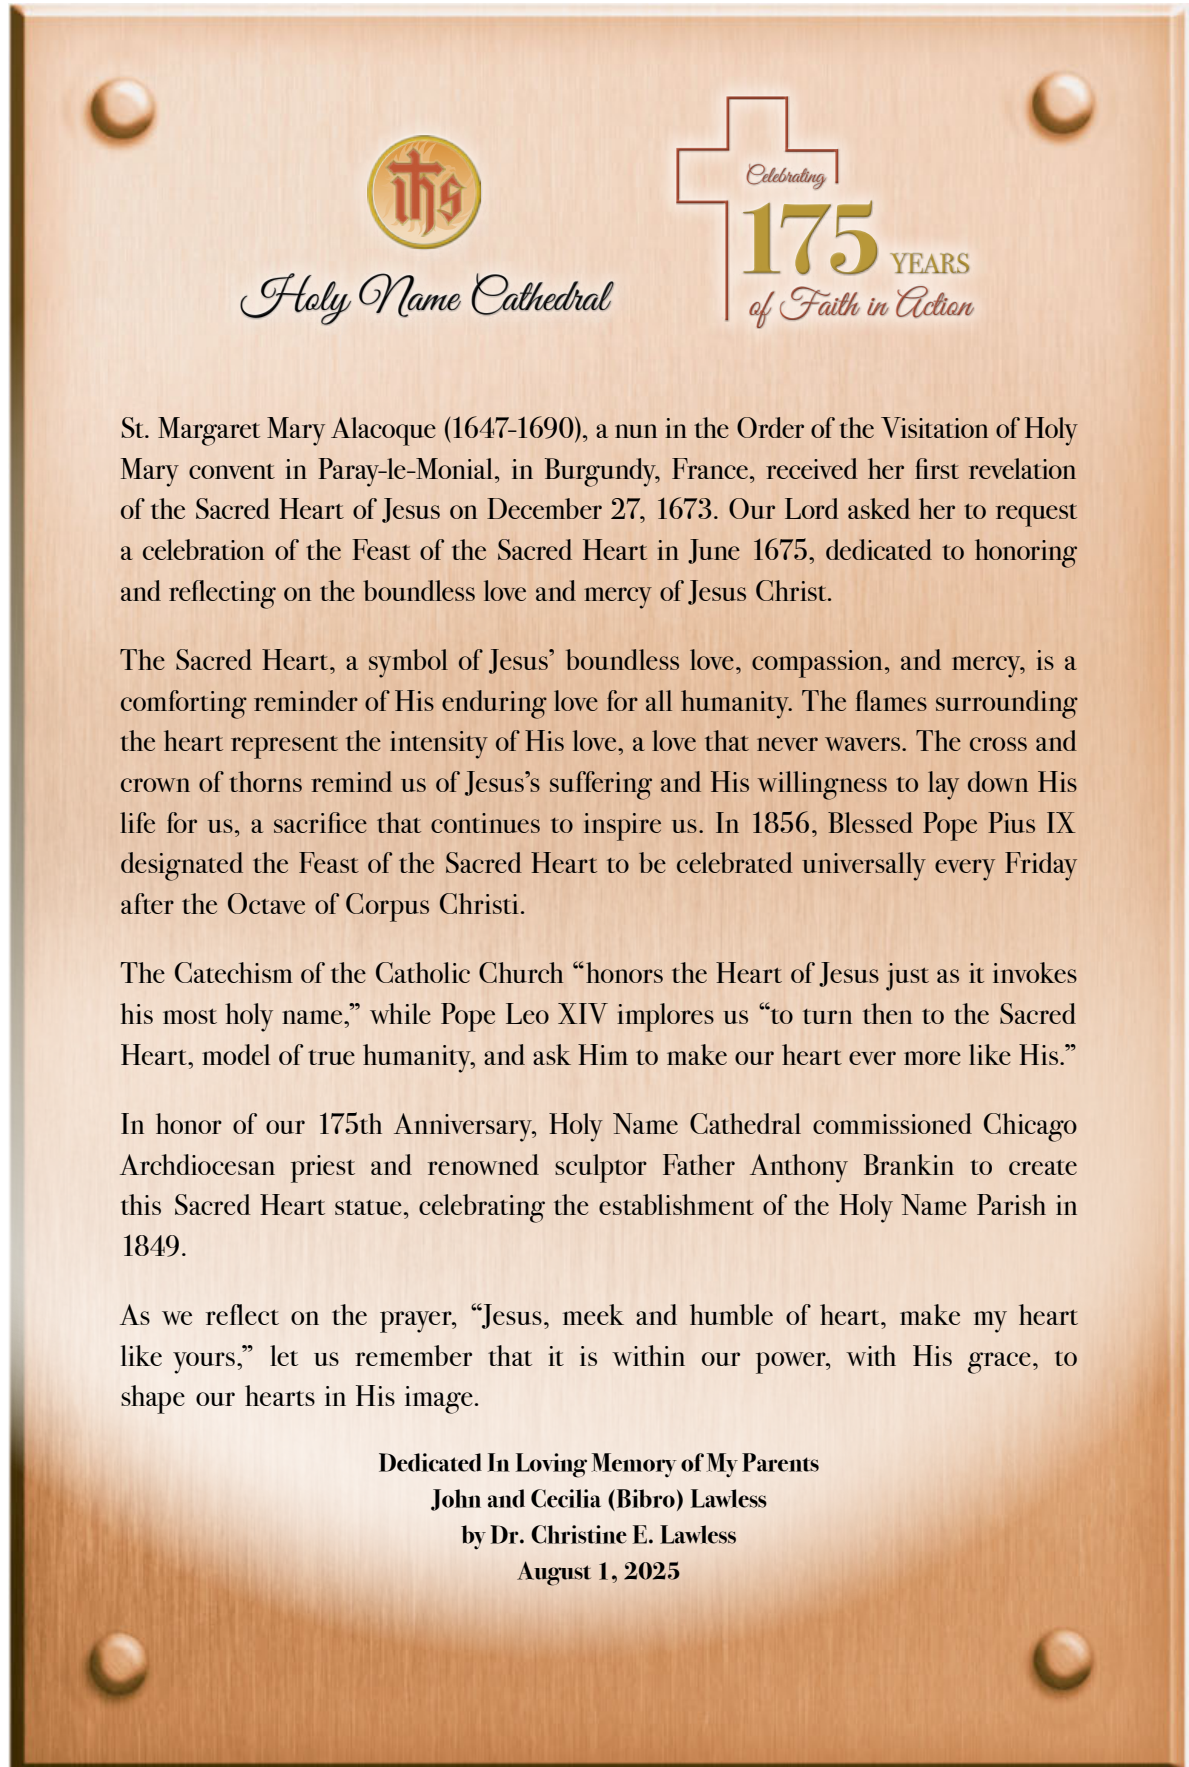 ihs
Holy Name Cathedral
Celebrating
175 YEARS
of Faith in Action
St. Margaret Mary Alacoque (1647-1690), a nun in the Order of the Visitation of Holy
Mary convent in Paray-le-Monial, in Burgundy, France, received her first revelation
of the Sacred Heart of Jesus on December 27, 1673. Our Lord asked her to request
a celebration of the Feast of the Sacred Heart in June 1675, dedicated to honoring
and reflecting on the boundless love and mercy of Jesus Christ.
The Sacred Heart, a symbol of Jesus’ boundless love, compassion, and mercy, is a
comforting reminder of His enduring love for all humanity. The flames surrounding
the heart represent the intensity of His love, a love that never wavers. The cross and
crown of thorns remind us of Jesus’s suffering and His willingness to lay down His
life for us, a sacrifice that continues to inspire us. In 1856, Blessed Pope Pius IX
designated the Feast of the Sacred Heart to be celebrated universally every Friday
after the Octave of Corpus Christi.
The Catechism of the Catholic Church “honors the Heart of Jesus just as it invokes
his most holy name,” while Pope Leo XIV implores us “to turn then to the Sacred
Heart, model of true humanity, and ask Him to make our heart ever more like His.”
In honor of our 175th Anniversary, Holy Name Cathedral commissioned Chicago
Archdiocesan priest and renowned sculptor Father Anthony Brankin to create
this Sacred Heart statue, celebrating the establishment of the Holy Name Parish in
1849.
As we reflect on the prayer, “Jesus, meek and humble of heart, make my heart
like yours,” let us remember that it is within our power, with His grace, to
shape our hearts in His image.
Dedicated In Loving Memory of My Parents
John and Cecilia (Bibro) Lawless
by Dr. Christine E. Lawless
August 1, 2025